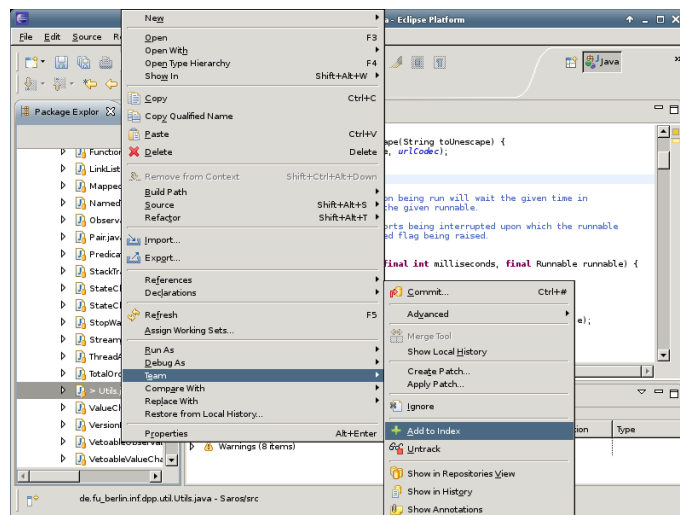 a - Eclipse Platform
File Edit Source R
Java
Package Explor
Function
LinkList
Mapped
Named
Observ
Pair.java
Predica
StackTr
StateC
StateC
StopWa
Stream
ThreadA
TotalOrd
> Utils.j
ValueCh
Version
VetoableObserval
VetoableValueCha
New
Open F3
Open With
Open Type Hierarchy F4
Show In Shift+Alt+W
Copy Ctrl+C
Copy Qualified Name
Paste Ctrl+V
Delete Delete
Remove from Context Shift+Ctrl+Alt+Down
Build Path
Source Shift+Alt+S
Refactor Shift+Alt+T
Import...
Export...
References
Declarations
Refresh F5
Assign Working Sets...
Run As
Debug As
Team
Compare With
Replace With
Restore from Local History...
Properties Alt+Enter
ape(String toUnescape) {
e, urlCodec);
on being run will wait the given time in
the given runnable.
orts being interrupted upon which the runnable
ed flag being raised.
final int milliseconds, final Runnable runnable) {
e);
Commit... Ctrl+#
Advanced
Merge Tool
Show Local History
Create Patch...
Apply Patch...
Ignore
Add to Index
Untrack
Show in Repositories View
Show in History
Show Annotations
ion Type
Warnings (8 items)
de.fu_berlin.inf.dpp.util.Utils.java - Saros/src